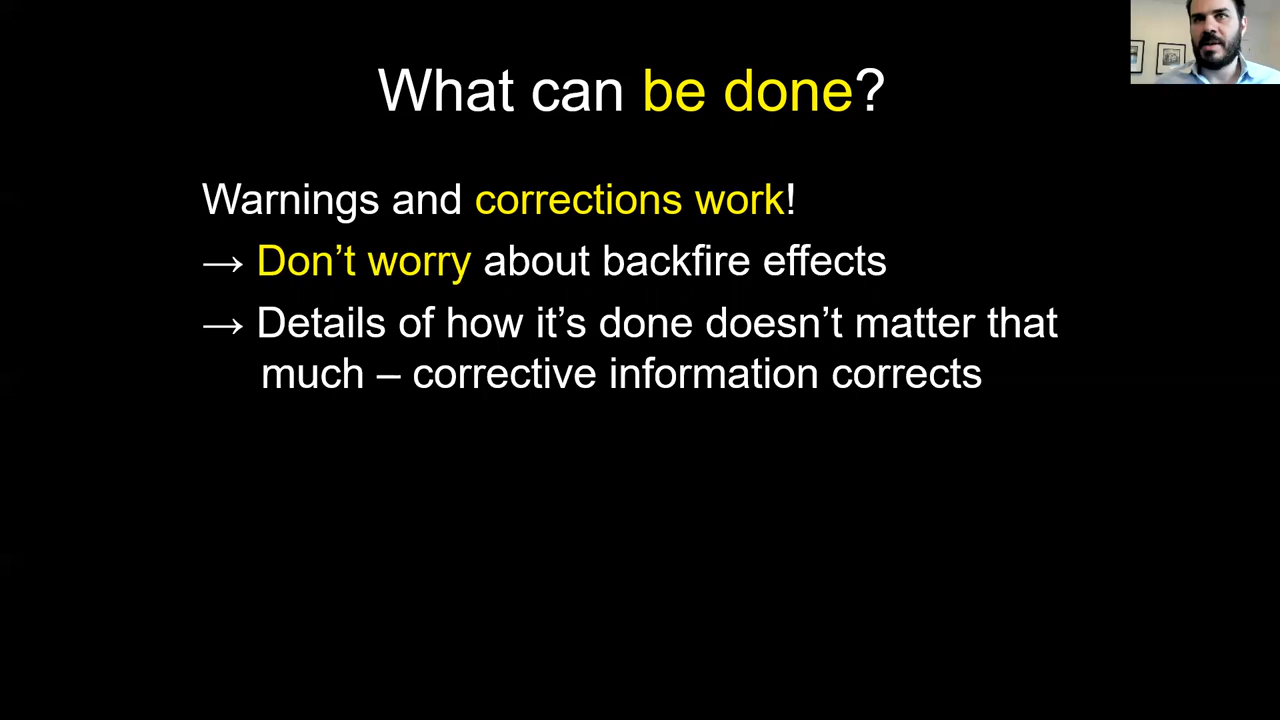 What can be done?
Warnings and corrections work!
→ Don’t worry about backfire effects
→ Details of how it’s done doesn’t matter that
much – corrective information corrects